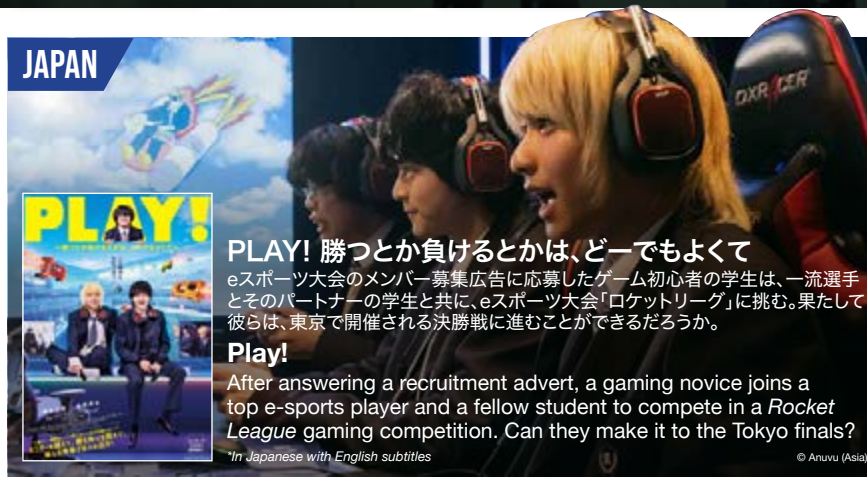 JAPAN
DXRACER
PLAY!
PLAY! 勝つとか負けるとかは、どーでもよくて
eスポーツ大会のメンバー募集広告に応募したゲーム初心者の学生は、一流選手
とそのパートナーの学生と共に、eスポーツ大会「ロケットリーグ」に挑む。果たして
彼らは、東京で開催される決勝戦に進むことができるだろうか。
Play!
After answering a recruitment advert, a gaming novice joins a
top e-sports player and a fellow student to compete in a Rocket
League gaming competition. Can they make it to the Tokyo finals?
*In Japanese with English subtitles
© Anuvu (Asia)